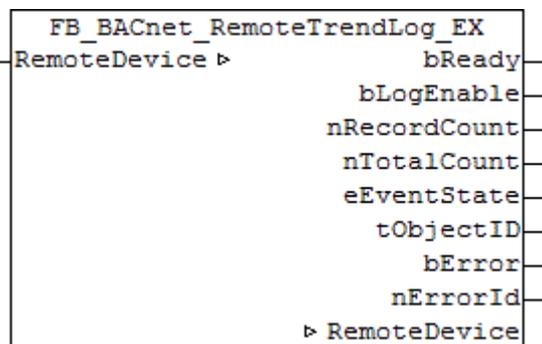 FB_BACnet_RemoteTrendLog_EX
RemoteDevice ▷ bReady
bLogEnable
nRecordCount
nTotalCount
eEventState
tObjectID
bError
nErrorId
▷ RemoteDevice